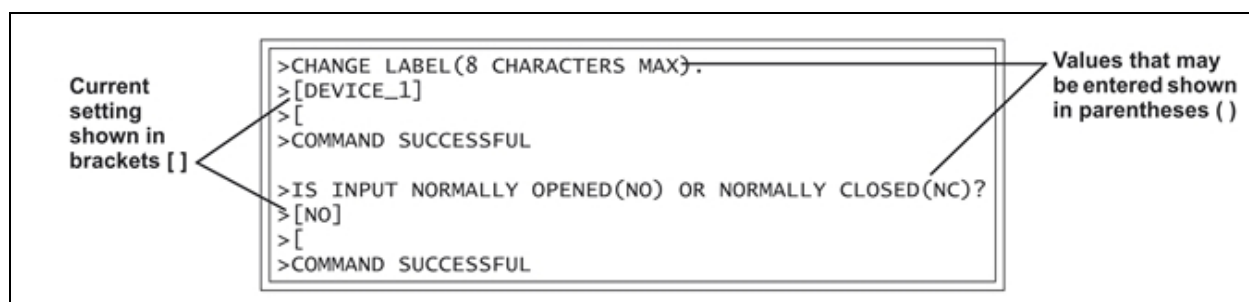 Current
setting
shown in
brackets [ ]
>CHANGE LABEL(8 CHARACTERS MAX).
>[DEVICE_1]
>[
>COMMAND SUCCESSFUL
>IS INPUT NORMALLY OPENED(NO) OR NORMALLY CLOSED(NC)?
>[NO]
>[
>COMMAND SUCCESSFUL
Values that may
be entered shown
in parentheses ( )